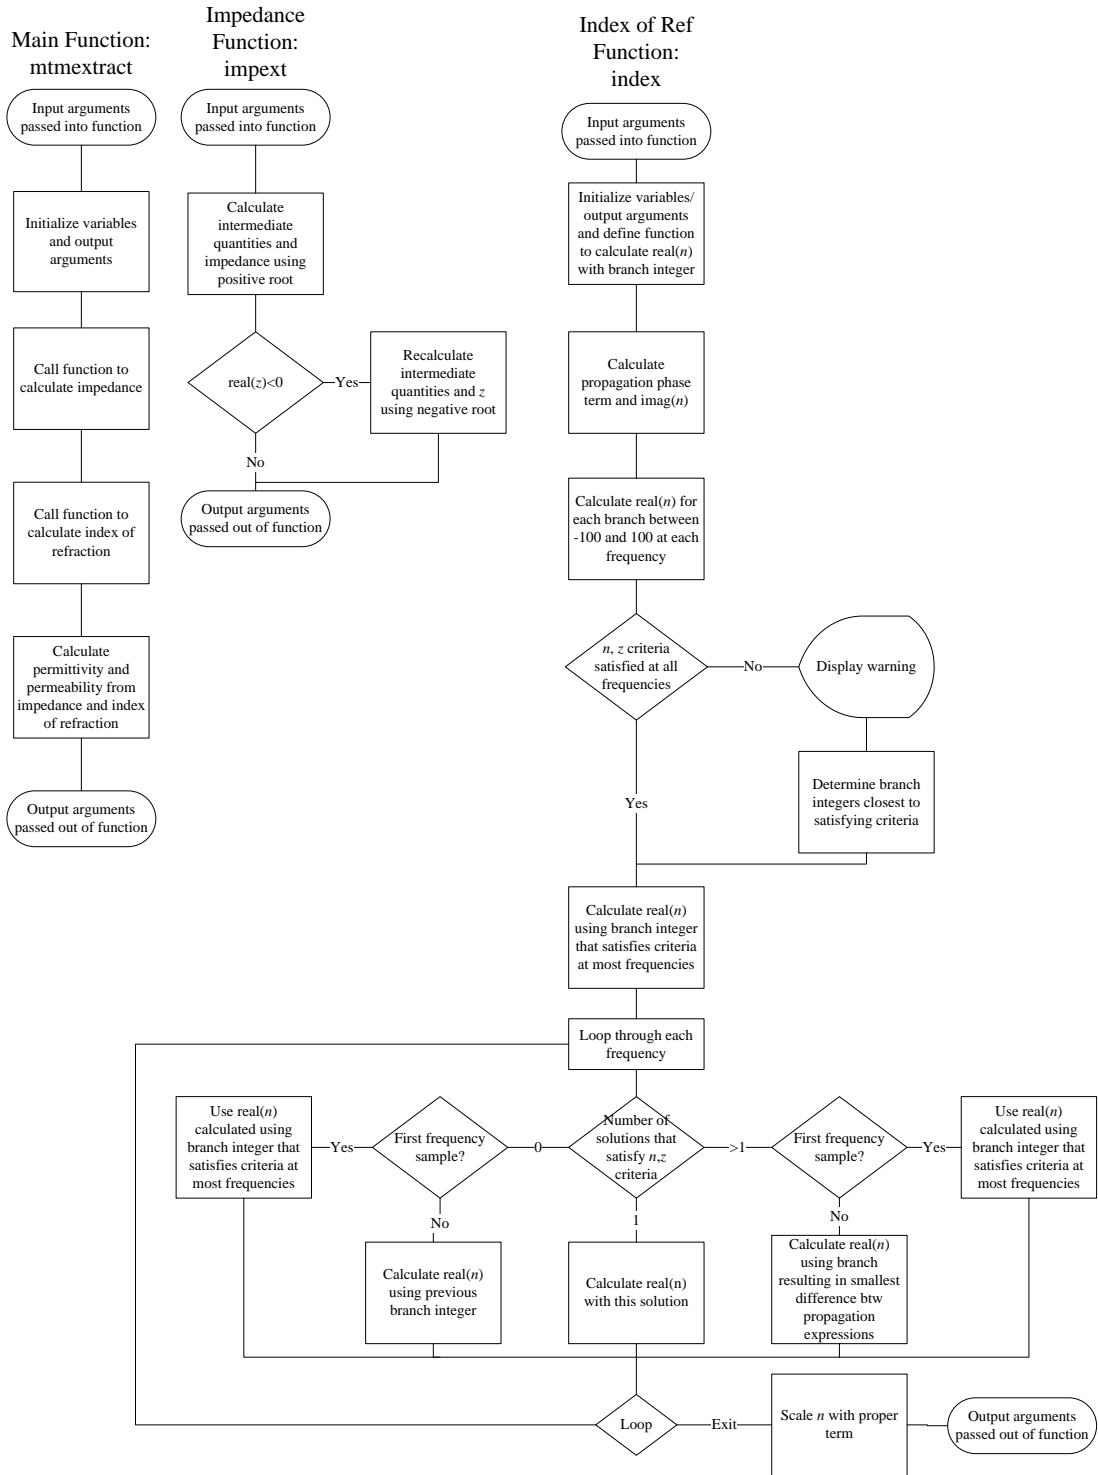 Main Function:
mtmextract
Input arguments
passed into function
Initialize variables
and output
arguments
Call function to
calculate impedance
Call function to
calculate index of
refraction
Calculate
permittivity and
permeability from
impedance and index
of refraction
Output arguments
passed out of function
Impedance
Function:
impext
Input arguments
passed into function
Calculate
intermediate
quantities and
impedance using
positive root
real(z)<0
Yes
Recalculate
intermediate
quantities and z
using negative root
No
Output arguments
passed out of function
Index of Ref
Function:
index
Input arguments
passed into function
Initialize variables/
output arguments
and define function
to calculate real(n)
with branch integer
Calculate
propagation phase
term and imag(n)
Calculate real(n) for
each branch between
-100 and 100 at each
frequency
n, z criteria
satisfied at all
frequencies
No
Display warning
Determine branch
integers closest to
satisfying criteria
Yes
Calculate real(n)
using branch integer
that satisfies criteria
at most frequencies
Loop through each
frequency
Number of
solutions that
satisfy n,z
criteria
0
First frequency
sample?
Yes
Use real(n)
calculated using
branch integer that
satisfies criteria at
most frequencies
No
Calculate real(n)
using previous
branch integer
1
Calculate real(n)
with this solution
>1
First frequency
sample?
Yes
Use real(n)
calculated using
branch integer that
satisfies criteria at
most frequencies
No
Calculate real(n)
using branch
resulting in smallest
difference btw
propagation
expressions
Loop
Exit
Scale n with proper
term
Output arguments
passed out of function